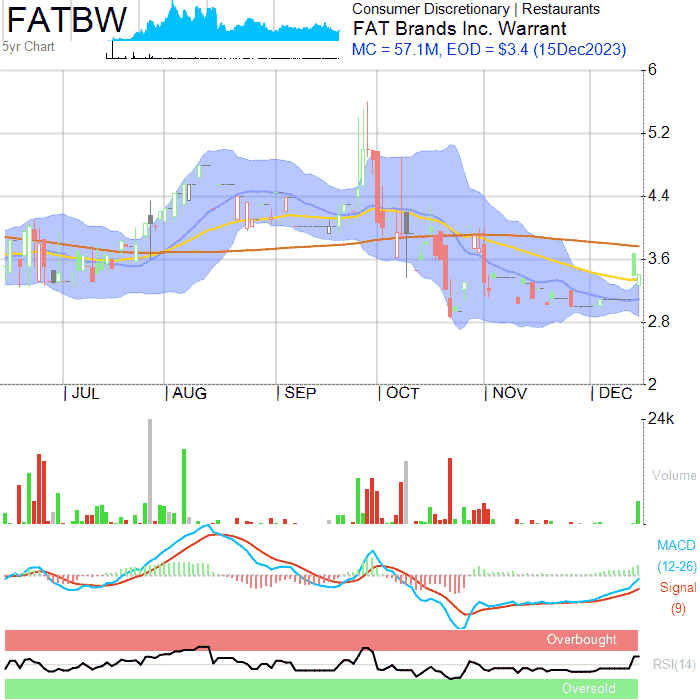 FATBW
5yr Chart
Consumer Discretionary | Restaurants
FAT Brands Inc. Warrant
MC = 57.1M, EOD = $3.4 (15Dec2023)
6
5.2
4.4
3.6
2.8
2
| JUL | AUG | SEP | OCT | NOV | DEC
24k
Volume
MACD
(12-26)
Signal
(9)
Overbought
RSI(14)
Oversold